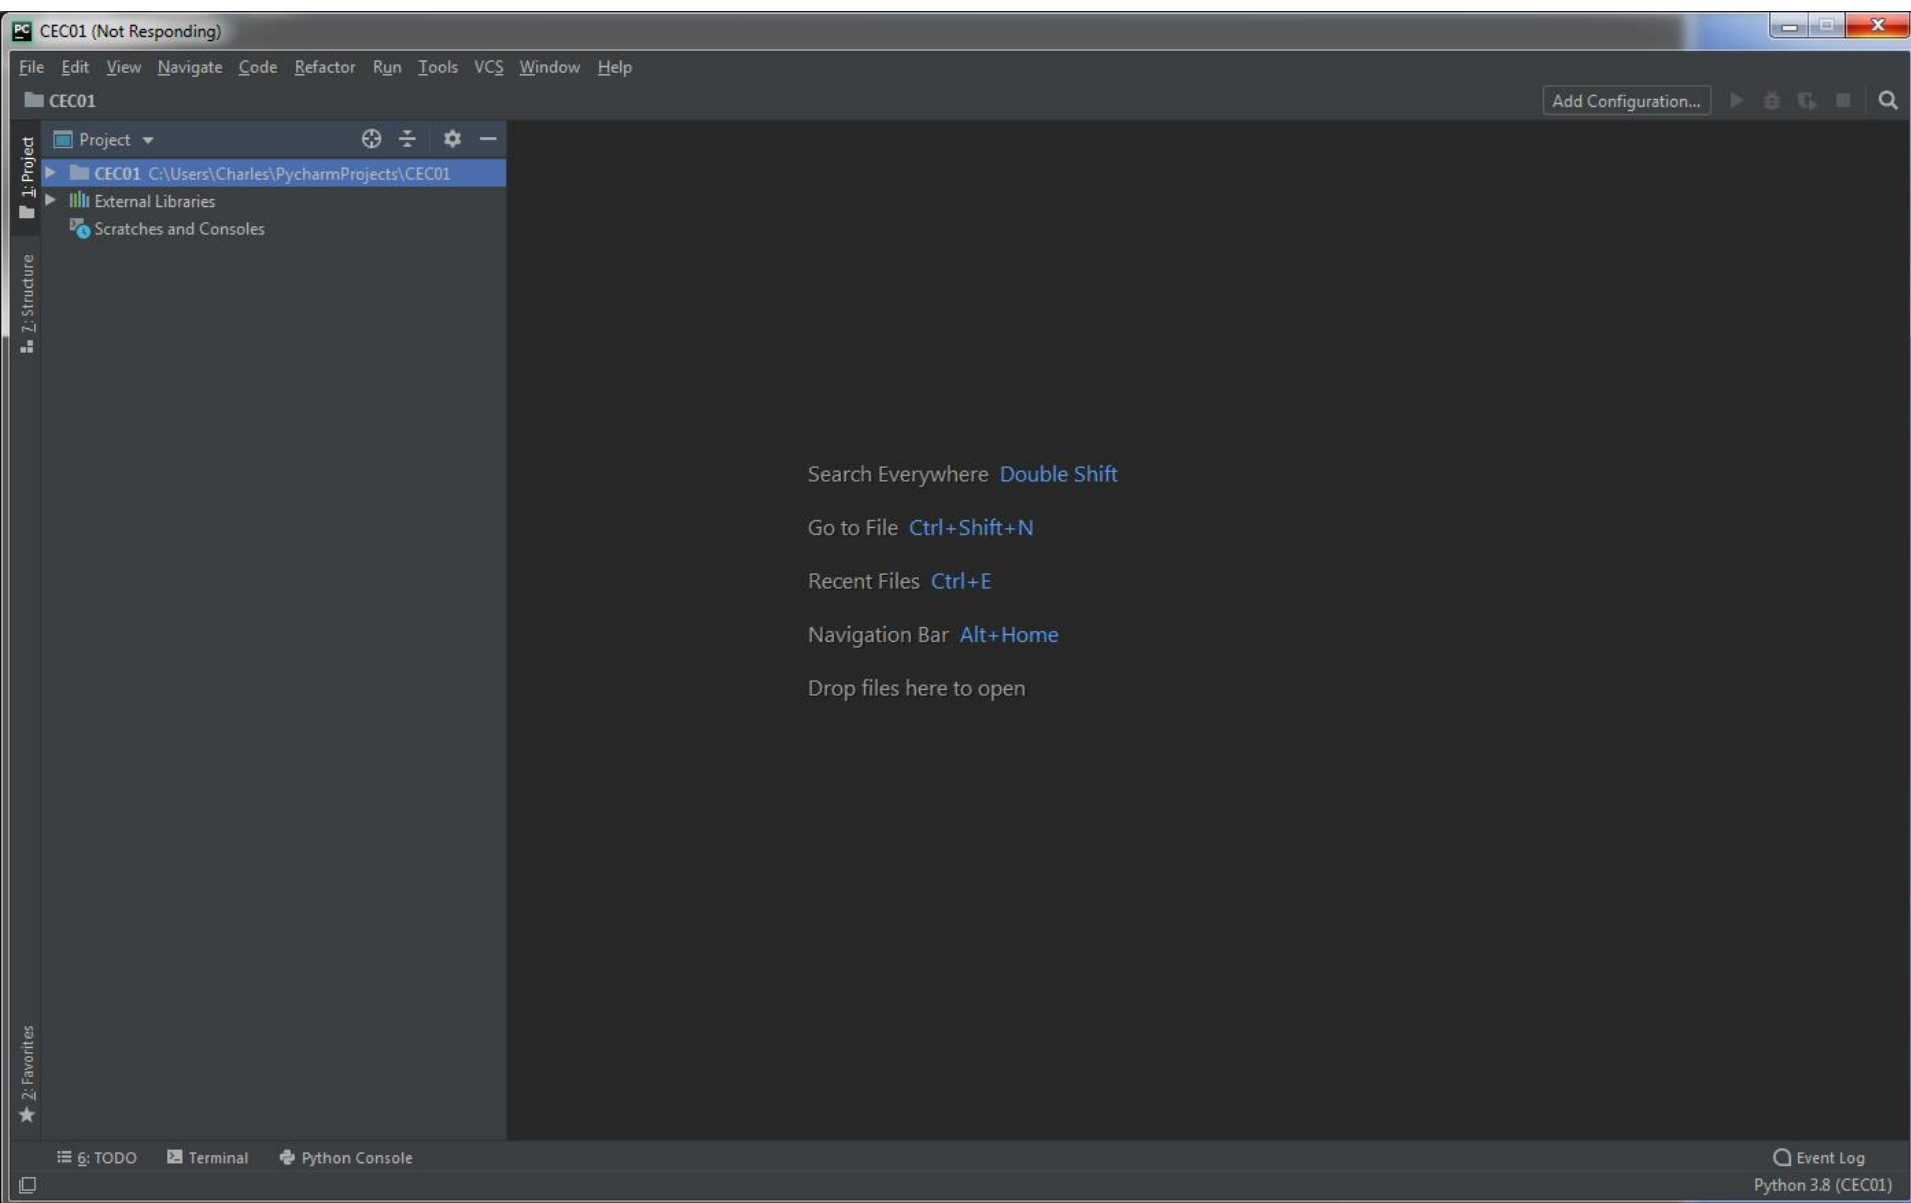 PC CEC01 (Not Responding)
File Edit View Navigate Code Refactor Run Tools VCS Window Help
CEC01
Add Configuration...
1: Project
Project
CEC01 C:\Users\Charles\PycharmProjects\CEC01
External Libraries
Scratches and Consoles
7: Structure
Search Everywhere Double Shift
Go to File Ctrl+Shift+N
Recent Files Ctrl+E
Navigation Bar Alt+Home
Drop files here to open
2: Favorites
6: TODO Terminal Python Console
Event Log
Python 3.8 (CEC01)